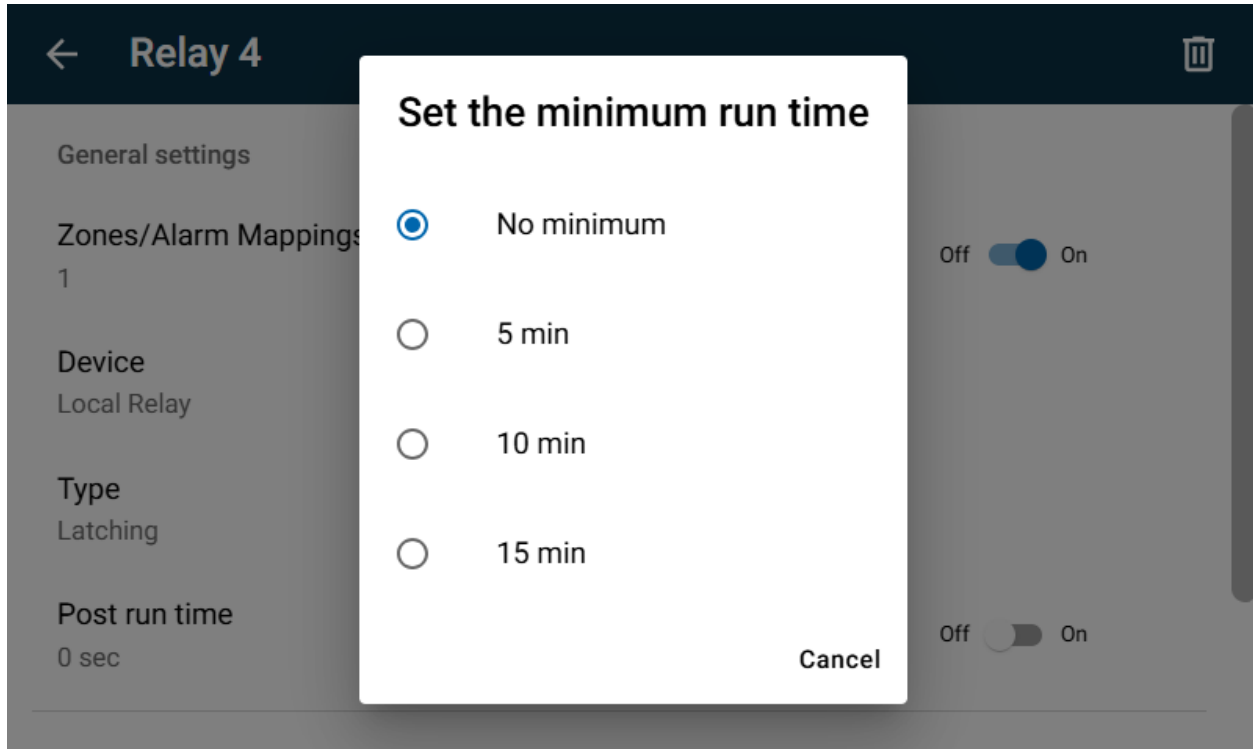 Relay 4
General settings
Zones/Alarm Mappings
1
Off On
Device
Local Relay
Type
Latching
Post run time
0 sec
Off On
Set the minimum run time
No minimum
5 min
10 min
15 min
Cancel